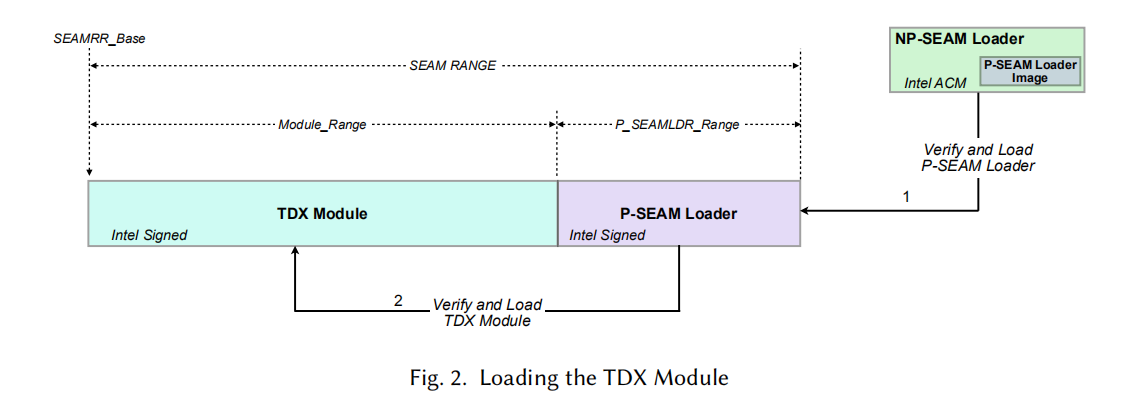 SEAMRR_Base
NP-SEAM Loader
SEAM RANGE
P-SEAM Loader
Image
Intel ACM
Module_Range
P_SEAMLDR_Range
Verify and Load
P-SEAM Loader
1
TDX Module
P-SEAM Loader
Intel Signed
Intel Signed
2
Verify and Load
TDX Module
Fig. 2. Loading the TDX Module